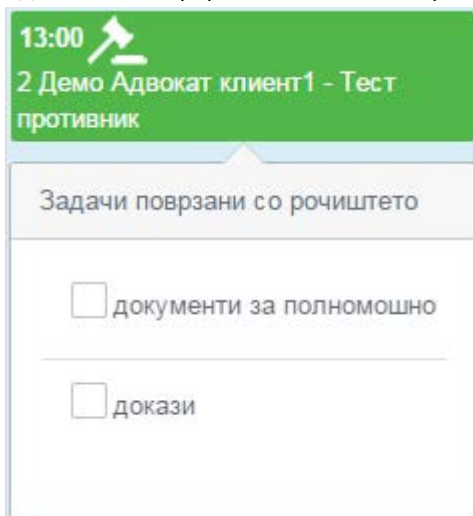 13:00
2 Демо Адвокат клиент1 - Тест
противник
Задачи поврзани со рочиштето
документи за полномошно
докази